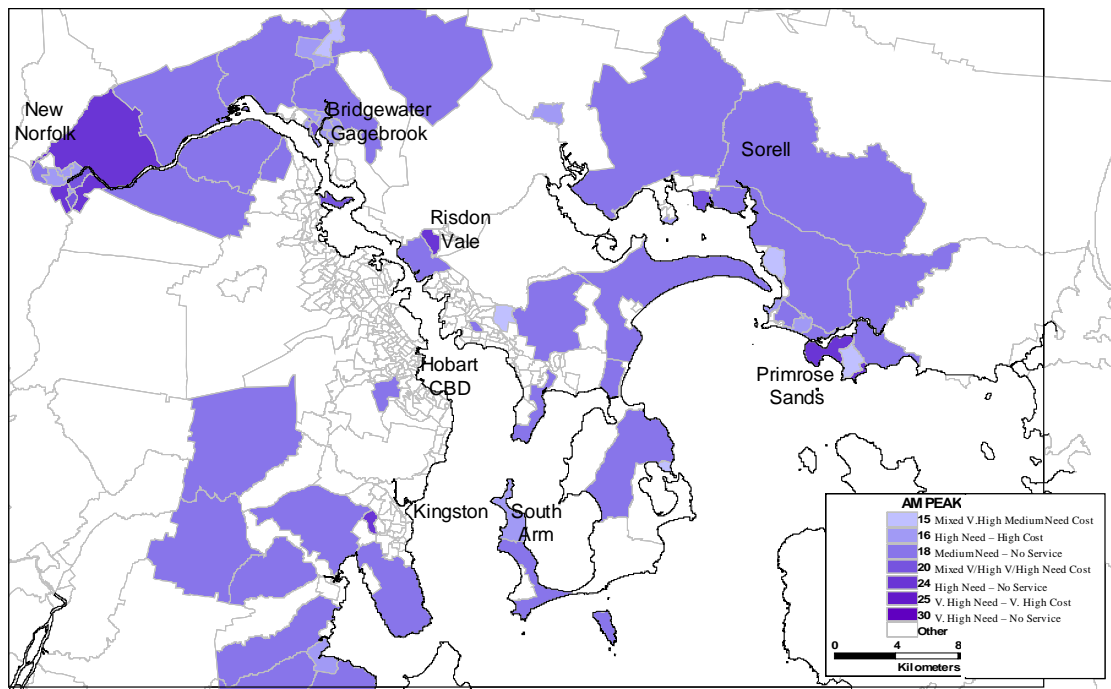 New
Norfolk
Bridgewater
Gagebrook
Sorell
Risdon
Vale
Hobart
CBD
Primrose
Sands
Kingston
South
Arm
AM PEAK
15 Mixed V.High Medium Need Cost
16 High Need – High Cost
18 Medium Need – No Service
20 Mixed V/High V/High Need Cost
24 High Need – No Service
25 V. High Need – V. High Cost
30 V. High Need – No Service
Other
0 4 8
Kilometers